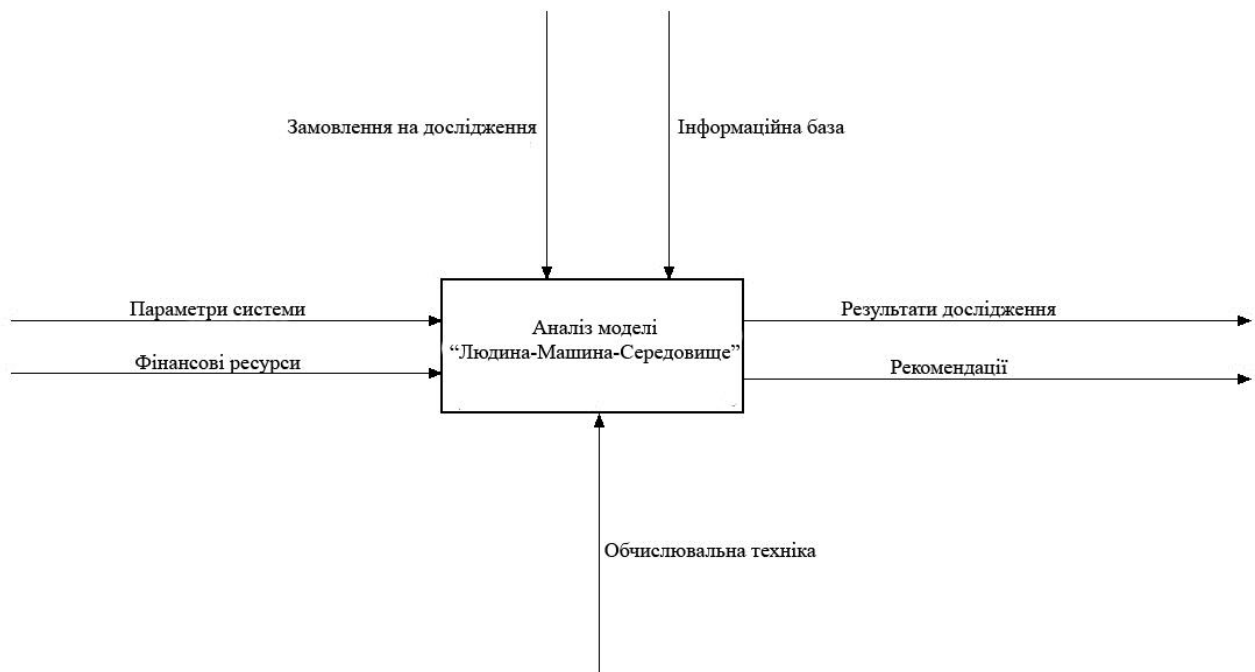 Замовлення на дослідження
Інформаційна база
Параметри системи
Фінансові ресурси
Аналіз моделі
“Людина-Машина-Середовище”
Результати дослідження
Рекомендації
Обчислювальна техніка